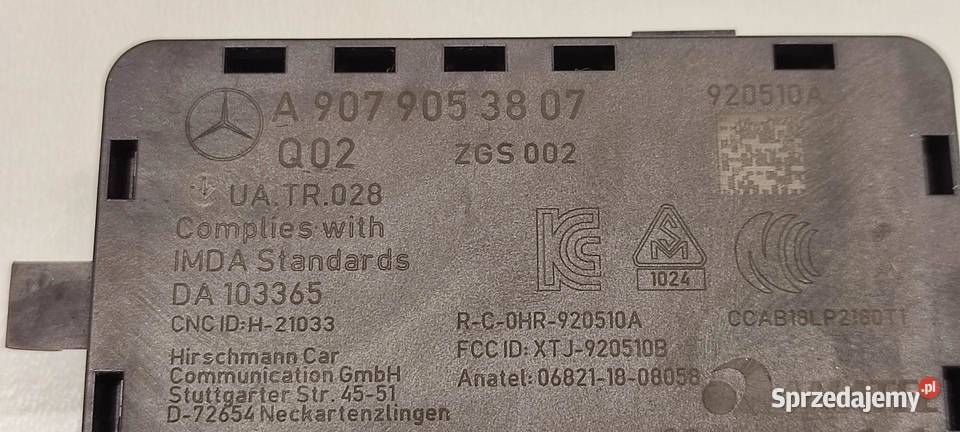 A 907 905 38 07
920510A
Q02
ZGS 002
UA.TR.028
Complies with
IMDA Standards
DA 103365
1024
CNC ID:H-21033
R-C-0HR-920510A
CCAB18LP2180T1
FCC ID: XTJ-920510B
Anatel: 06821-18-08058
Hirschmann Car
Communication GmbH
Stuttgarter Str. 45-51
D-72654 Neckartenzlingen
Sprzedajemy.pl